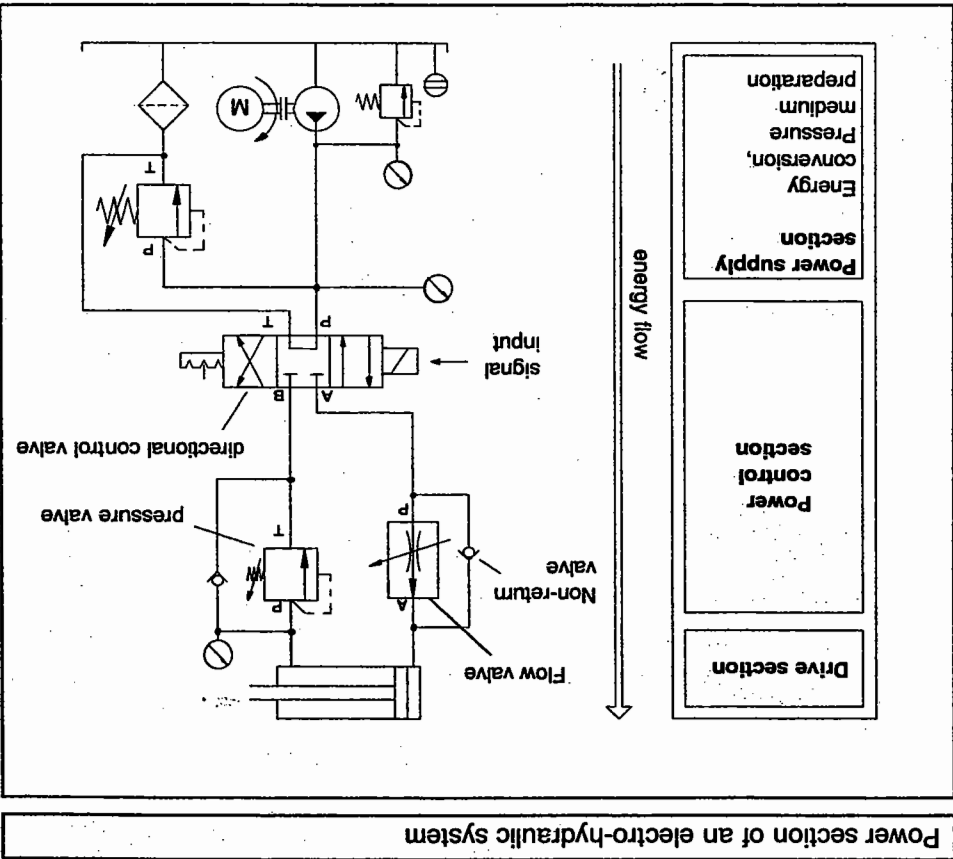 Power section of an electro-hydraulic system
Drive section
Power
control
section
Power supply
section
Energy
conversion,
Pressure
medium
preparation
energy flow
Flow valve
Non-return
valve
A
P
P
T
pressure valve
directional control valve
A
B
signal
input
P
T
P
T
M